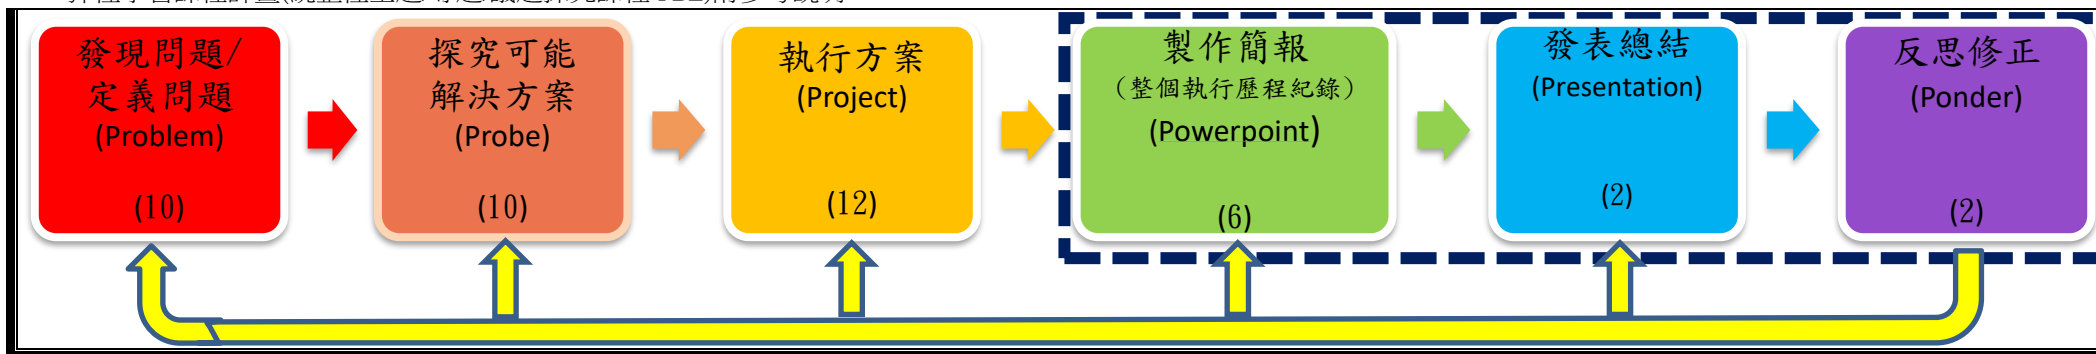 發現問題/
定義問題
(Problem)
(10)
探究可能
解決方案
(Probe)
(10)
執行方案
(Project)
(12)
製作簡報
（整個執行歷程紀錄）
(Powerpoint)
(6)
發表總結
(Presentation)
(2)
反思修正
(Ponder)
(2)